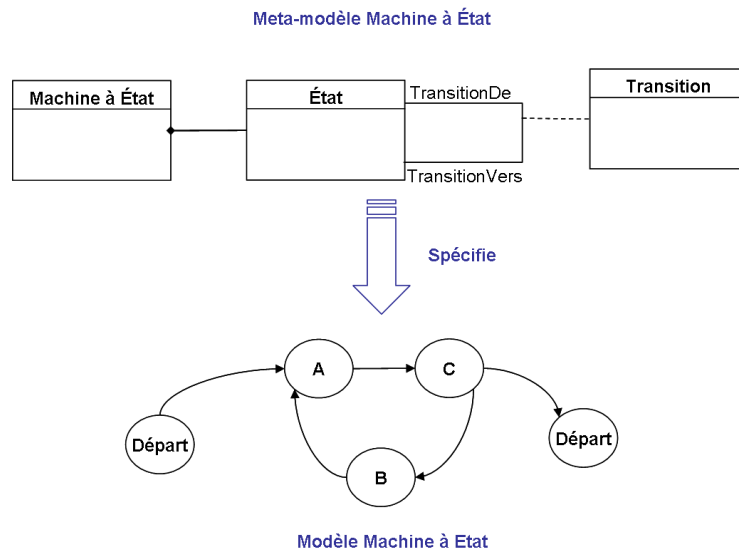 Meta-modèle Machine à État
Machine à État
État
TransitionDe
Transition
TransitionVers
Spécifie
A
C
Départ
Départ
B
Modèle Machine à Etat